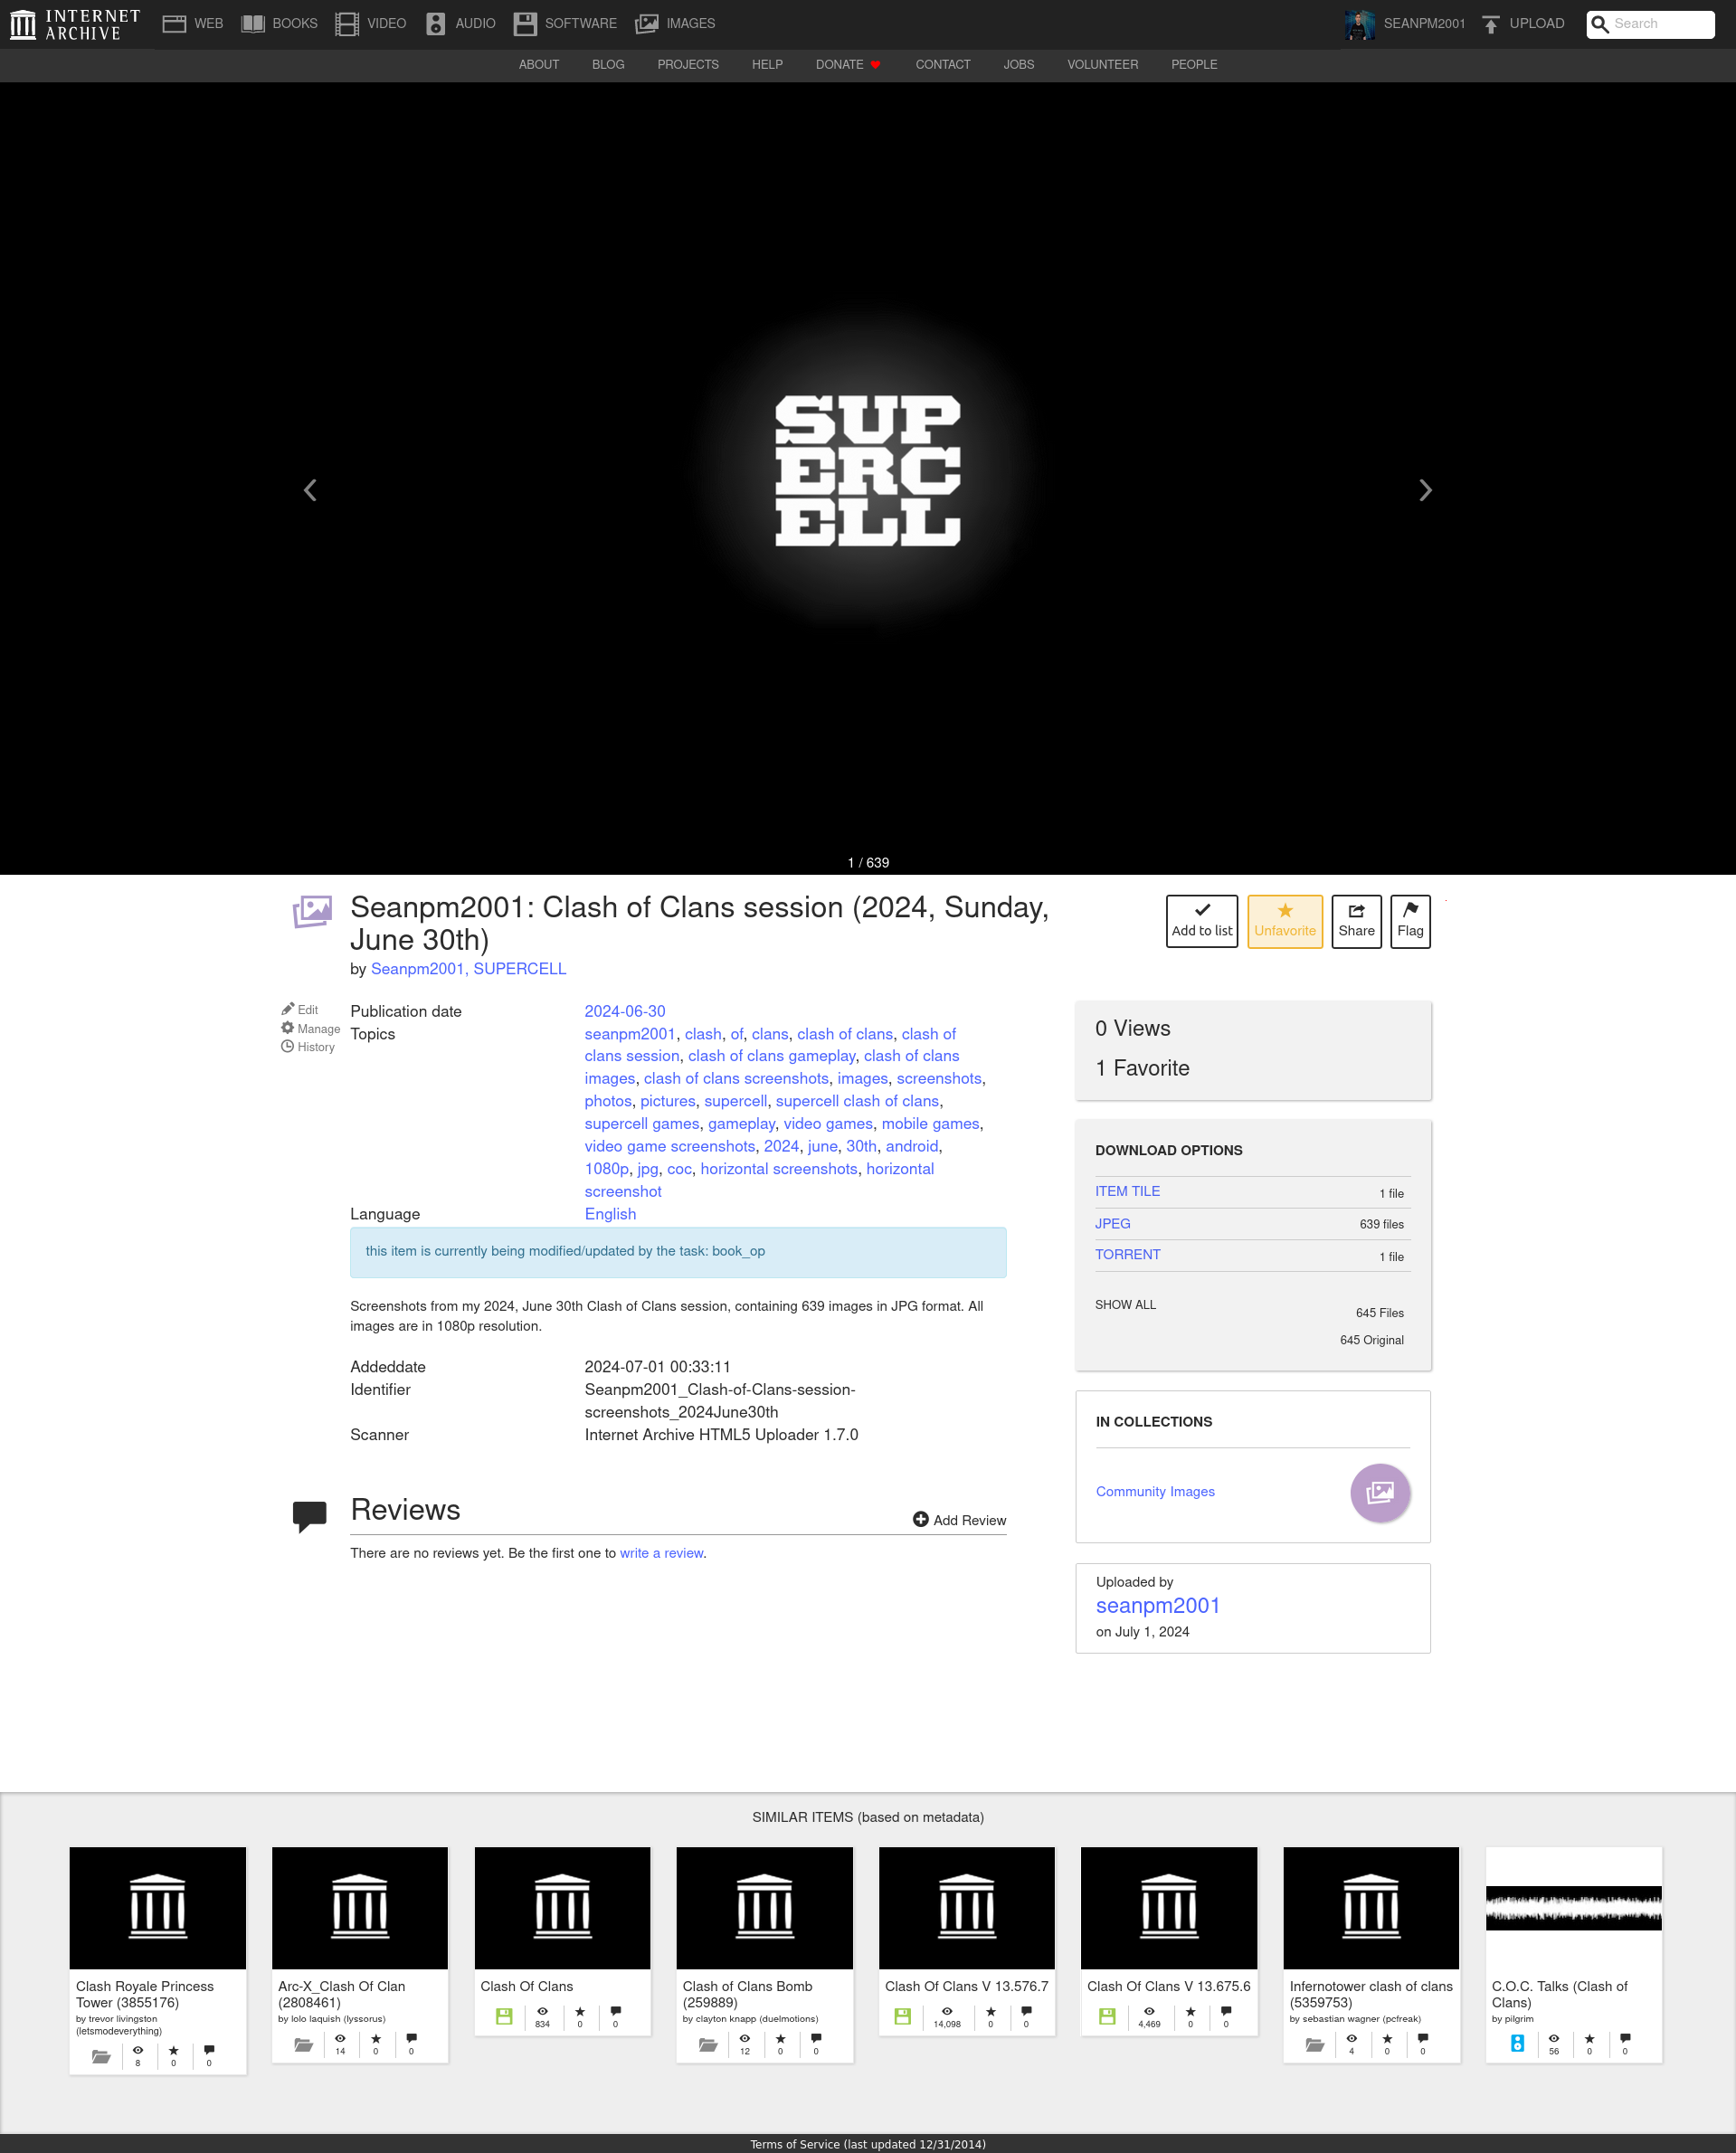 INTERNET
ARCHIVE
WEB BOOKS VIDEO AUDIO SOFTWARE IMAGES SEANPM2001 UPLOAD Search
ABOUT BLOG PROJECTS HELP DONATE CONTACT JOBS VOLUNTEER PEOPLE
SUP
ERC
ELL
1 / 639
Seanpm2001: Clash of Clans session (2024, Sunday,
June 30th)
by Seanpm2001, SUPERCELL
Add to list
Unfavorite
Share
Flag
Edit
Manage
History
Publication date 2024-06-30
Topics seanpm2001, clash, of, clans, clash of clans, clash of
clans session, clash of clans gameplay, clash of clans
images, clash of clans screenshots, images, screenshots,
photos, pictures, supercell, supercell clash of clans,
supercell games, gameplay, video games, mobile games,
video game screenshots, 2024, june, 30th, android,
1080p, jpg, coc, horizontal screenshots, horizontal
screenshot
Language English
this item is currently being modified/updated by the task: book_op
Screenshots from my 2024, June 30th Clash of Clans session, containing 639 images in JPG format. All
images are in 1080p resolution.
Addeddate 2024-07-01 00:33:11
Identifier Seanpm2001_Clash-of-Clans-session-
screenshots_2024June30th
Scanner Internet Archive HTML5 Uploader 1.7.0
Reviews
Add Review
There are no reviews yet. Be the first one to write a review.
0 Views
1 Favorite
DOWNLOAD OPTIONS
ITEM TILE 1 file
JPEG 639 files
TORRENT 1 file
SHOW ALL 645 Files
645 Original
IN COLLECTIONS
Community Images
Uploaded by
seanpm2001
on July 1, 2024
SIMILAR ITEMS (based on metadata)
Clash Royale Princess
Tower (3855176)
by trevor livingston
(letsmodeverything)
8 0 0
Arc-X_Clash Of Clan
(2808461)
by lolo laquish (lyssorus)
14 0 0
Clash Of Clans
834 0 0
Clash of Clans Bomb
(259889)
by clayton knapp (duelmotions)
12 0 0
Clash Of Clans V 13.576.7
14,098 0 0
Clash Of Clans V 13.675.6
4,469 0 0
Infernotower clash of clans
(5359753)
by sebastian wagner (pcfreak)
4 0 0
C.O.C. Talks (Clash of
Clans)
by pilgrim
56 0 0
Terms of Service (last updated 12/31/2014)